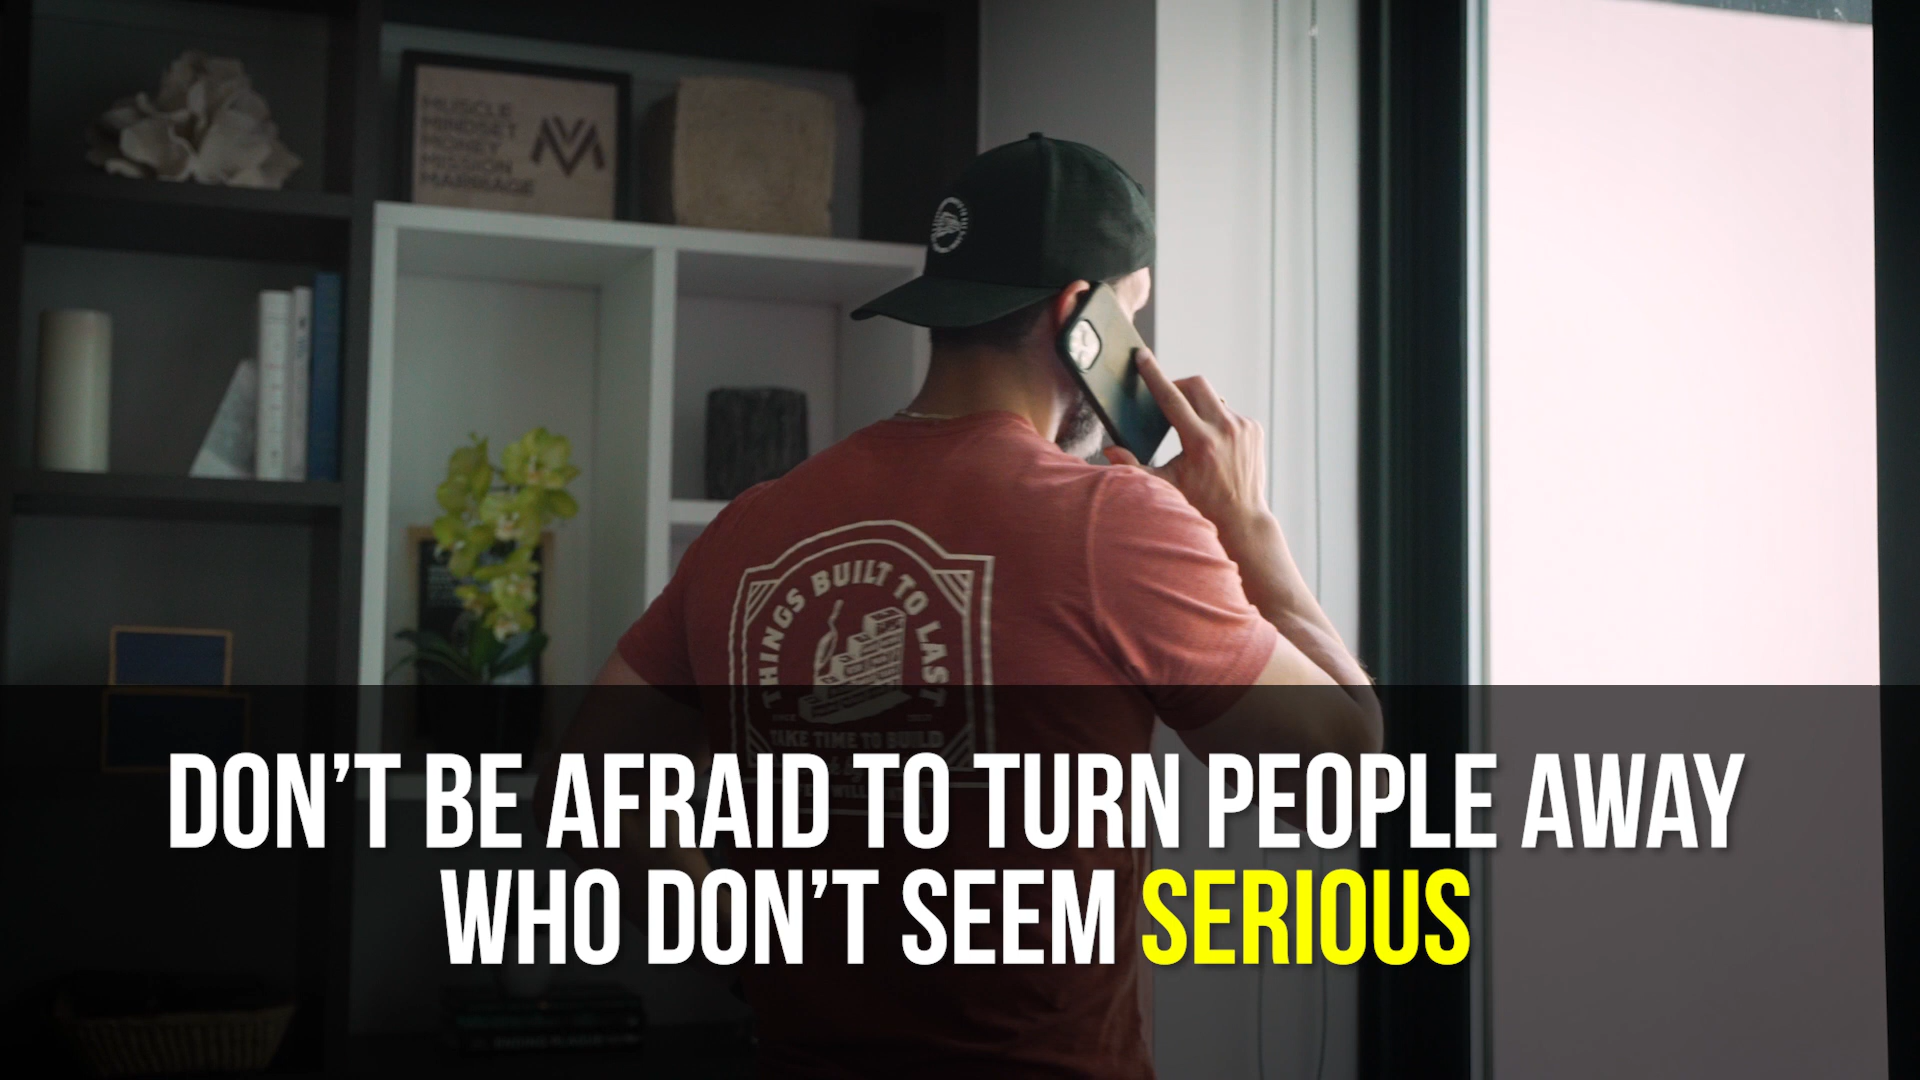 MUSCLE
MINDSET
MONEY
MISSION
MARRIAGE
THINGS BUILT TO LAST
TAKE TIME TO BUILD
DON’T BE AFRAID TO TURN PEOPLE AWAY
WHO DON’T SEEM SERIOUS